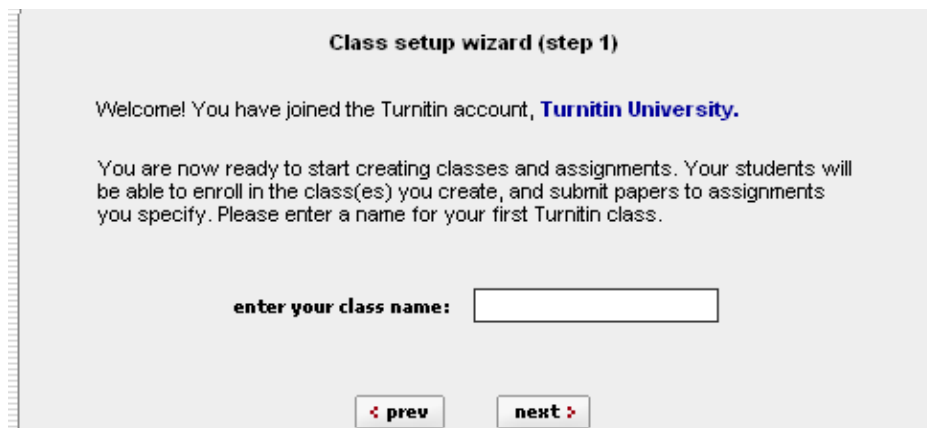 Class setup wizard (step 1)
Welcome! You have joined the Turnitin account, Turnitin University.
You are now ready to start creating classes and assignments. Your students will
be able to enroll in the class(es) you create, and submit papers to assignments
you specify. Please enter a name for your first Turnitin class.
enter your class name:
< prev next >